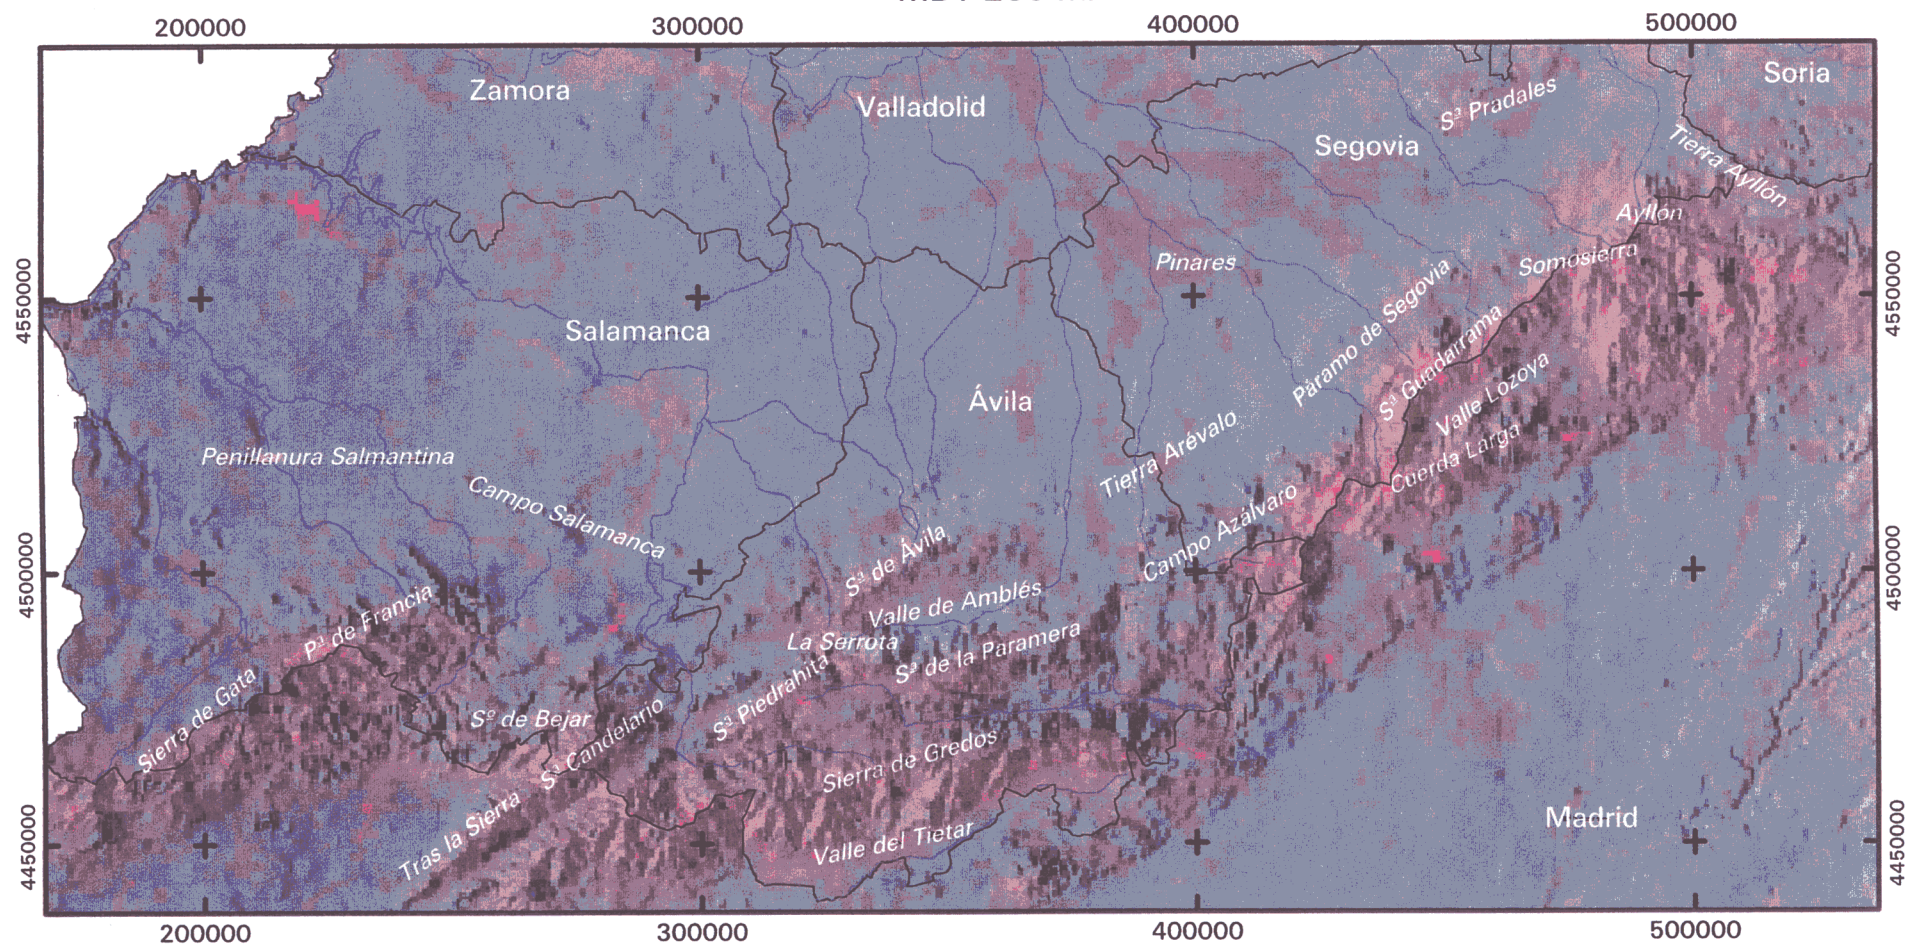 200000 300000 400000 500000
Zamora
Valladolid
Soria
Sª Pradales
Segovia
Tierra Ayllón
Ayllón
Somosierra
Pinares
4550000
4550000
Páramo de Segovia
Salamanca
Sª Guadarrama
Valle Lozoya
Ávila
Cuerda Larga
Tierra Arévalo
Penillanura Salmantina
Campo Salamanca
Campo Azálvaro
Sª de Ávila
4500000
4500000
Valle de Amblés
Pª de Francia
La Serrota
Sª de la Paramera
Sierra de Gata
Sª Piedrahita
Sº de Bejar
Sª Candelario
Sierra de Gredos
Tras la Sierra
Valle del Tietar
Madrid
4450000
4450000
200000 300000 400000 500000